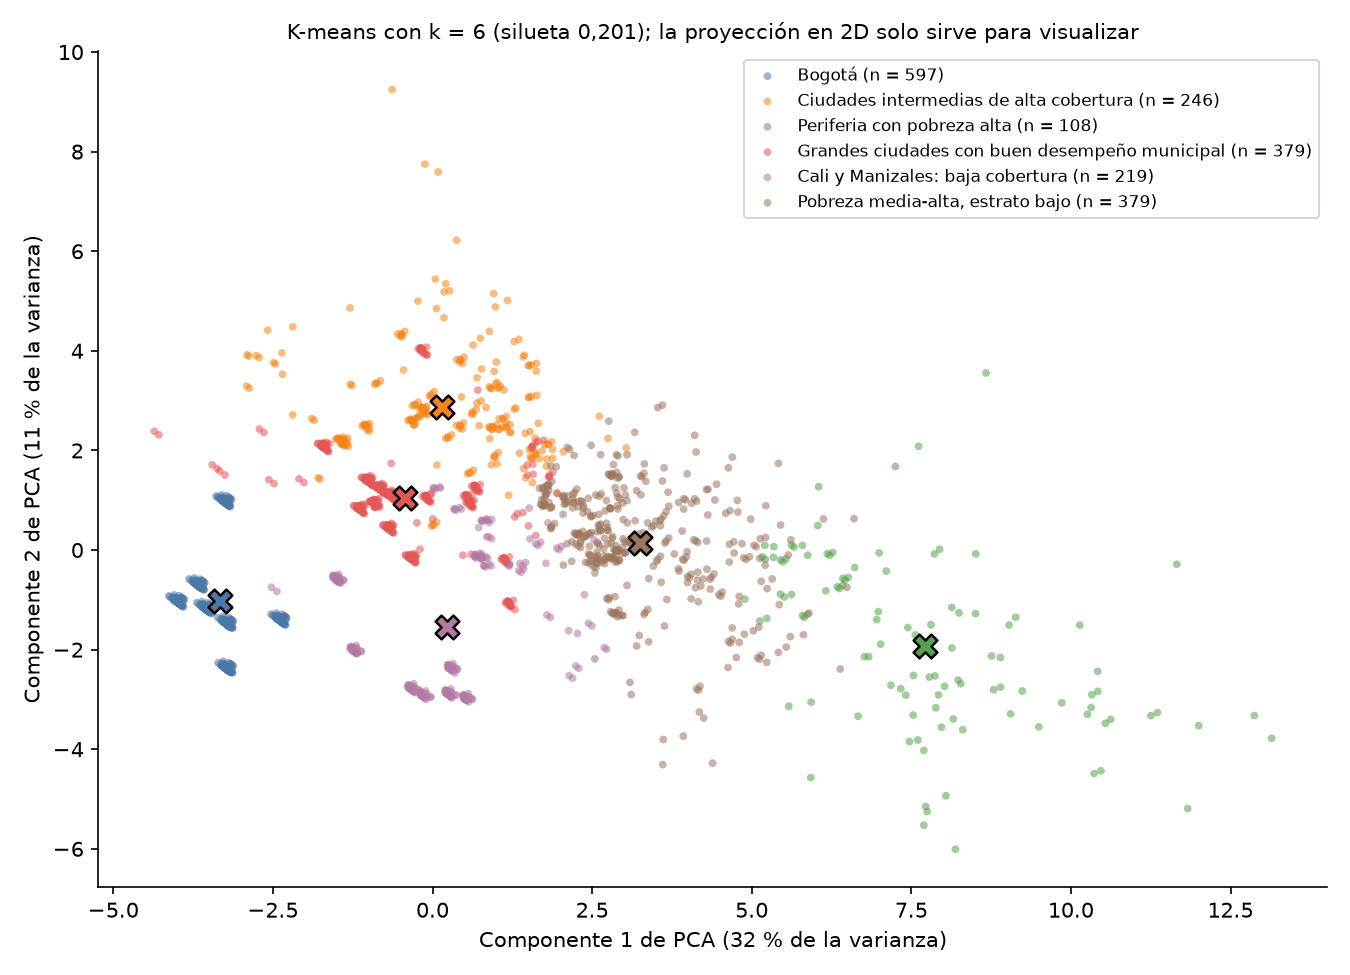 K-means con k = 6 (silueta 0,201); la proyección en 2D solo sirve para visualizar
Bogotá (n = 597)
Ciudades intermedias de alta cobertura (n = 246)
Periferia con pobreza alta (n = 108)
Grandes ciudades con buen desempeño municipal (n = 379)
Cali y Manizales: baja cobertura (n = 219)
Pobreza media-alta, estrato bajo (n = 379)
Componente 2 de PCA (11 % de la varianza)
10
8
6
4
2
0
−2
−4
−6
−5.0
−2.5
0.0
2.5
5.0
7.5
10.0
12.5
Componente 1 de PCA (32 % de la varianza)